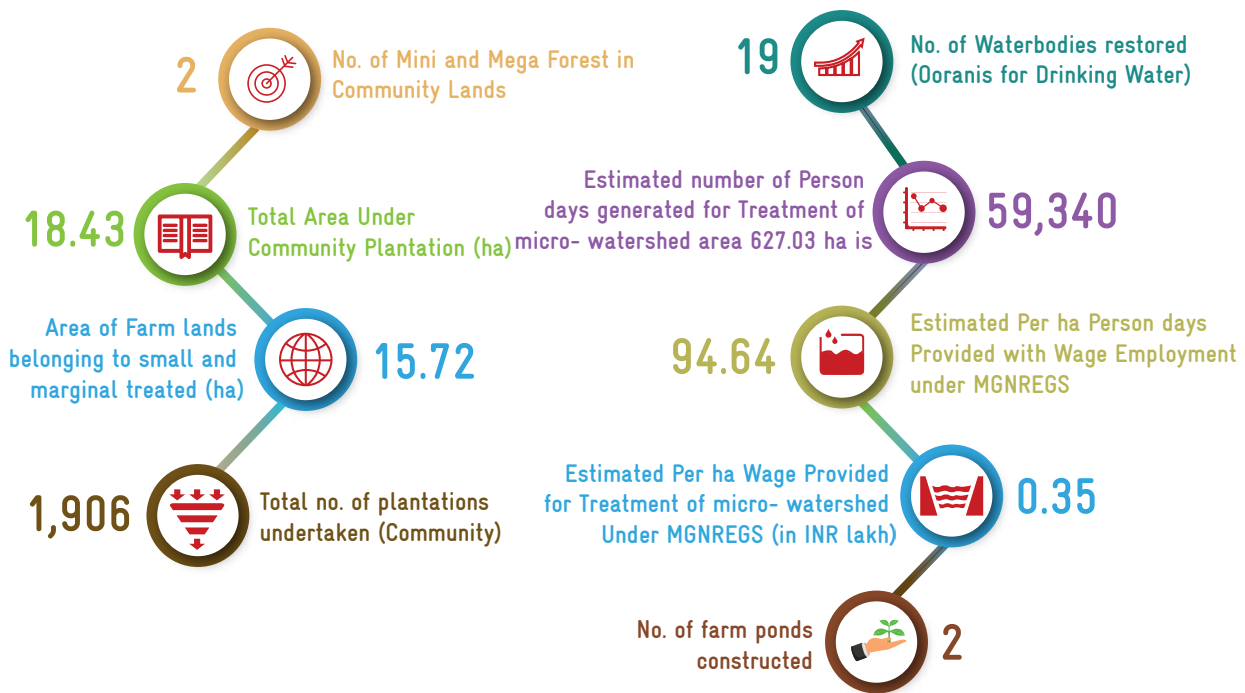 2
No. of Mini and Mega Forest in
Community Lands
18.43
Total Area Under
Community Plantation (ha)
Area of Farm lands
belonging to small and
marginal treated (ha)
15.72
1,906
Total no. of plantations
undertaken (Community)
19
No. of Waterbodies restored
(Ooranis for Drinking Water)
Estimated number of Person
days generated for Treatment of
micro- watershed area 627.03 ha is
59,340
94.64
Estimated Per ha Person days
Provided with Wage Employment
under MGNREGS
Estimated Per ha Wage Provided
for Treatment of micro- watershed
Under MGNREGS (in INR lakh)
0.35
No. of farm ponds
constructed
2